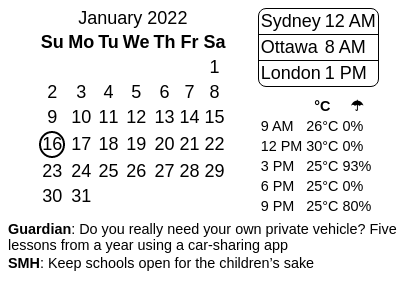 January 2022
Su Mo Tu We Th Fr Sa
1
2 3 4 5 6 7 8
9 10 11 12 13 14 15
16 17 18 19 20 21 22
23 24 25 26 27 28 29
30 31
Sydney 12 AM
Ottawa 8 AM
London 1 PM
°C ☂
9 AM 26°C 0%
12 PM 30°C 0%
3 PM 25°C 93%
6 PM 25°C 0%
9 PM 25°C 80%
Guardian: Do you really need your own private vehicle? Five
lessons from a year using a car-sharing app
SMH: Keep schools open for the children’s sake